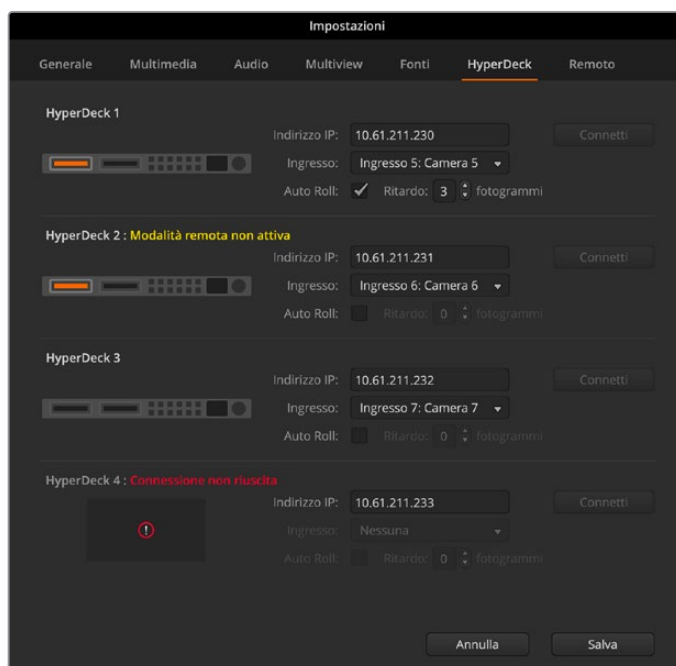 Impostazioni
Generale Multimedia Audio Multiview Fonti HyperDeck Remoto
HyperDeck 1
Indirizzo IP: 10.61.211.230 Connetti
Ingresso: Ingresso 5: Camera 5
Auto Roll: Ritardo: 3 fotogrammi
HyperDeck 2 : Modalità remota non attiva
Indirizzo IP: 10.61.211.231 Connetti
Ingresso: Ingresso 6: Camera 6
Auto Roll: Ritardo: 0 fotogrammi
HyperDeck 3
Indirizzo IP: 10.61.211.232 Connetti
Ingresso: Ingresso 7: Camera 7
Auto Roll: Ritardo: 0 fotogrammi
HyperDeck 4 : Connessione non riuscita
Indirizzo IP: 10.61.211.233 Connetti
Ingresso: Nessuna
Auto Roll: Ritardo: 0 fotogrammi
Annulla Salva